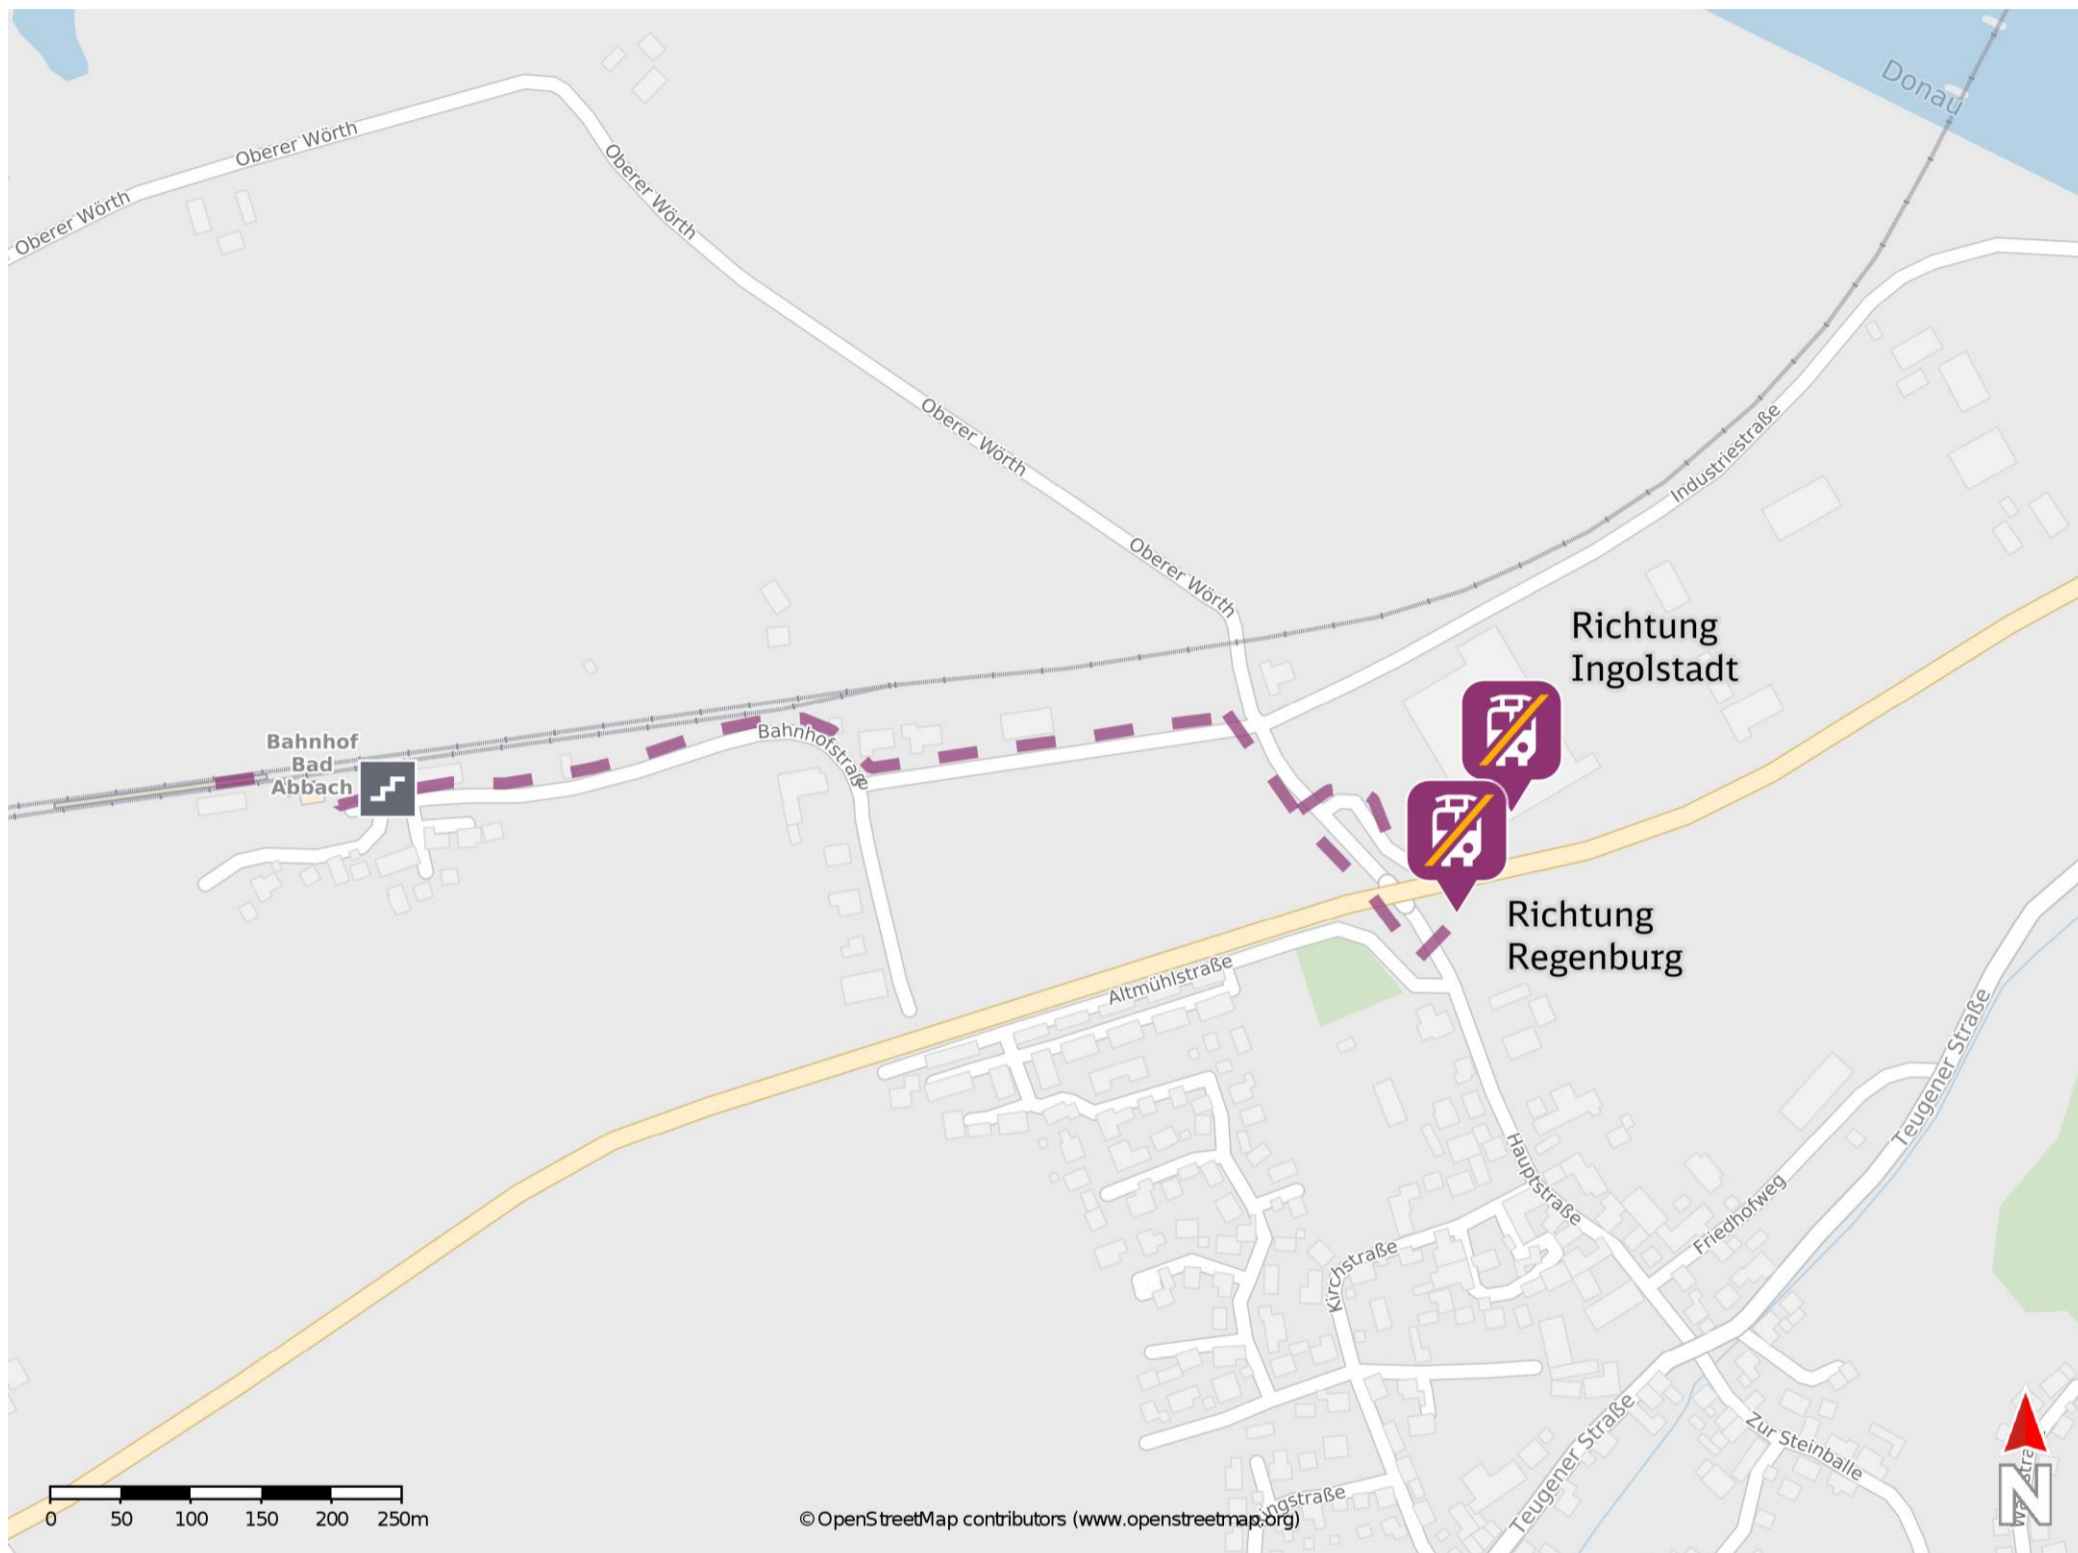 Donau
Oberer Wörth
Oberer Wörth
Oberer Wörth
Oberer Wörth
Oberer Wörth
Industriestraße
Richtung
Ingolstadt
Bahnhof
Bad
Abbach
Bahnhofstraße
Richtung
Regenburg
Altmühlstraße
Teugener Straße
Hauptstraße
Friedhofweg
Kirchstraße
Teugener Straße
Zur Steinballe
N
0 50 100 150 200 250m
© OpenStreetMap contributors (www.openstreetmap.org)